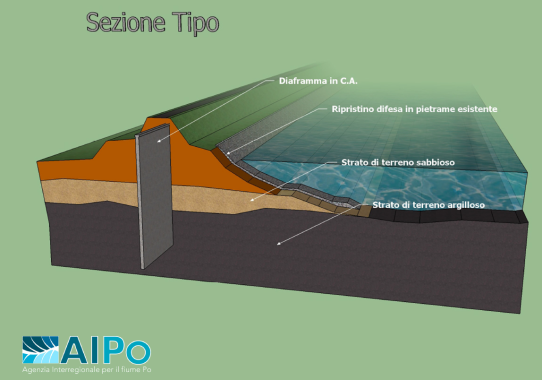 Sezione Tipo
Diaframma in C.A.
Ripristino difesa in pietrame esistente
Strato di terreno sabbioso
Strato di terreno argilloso
AIPo
Agenzia Interregionale per il fiume Po